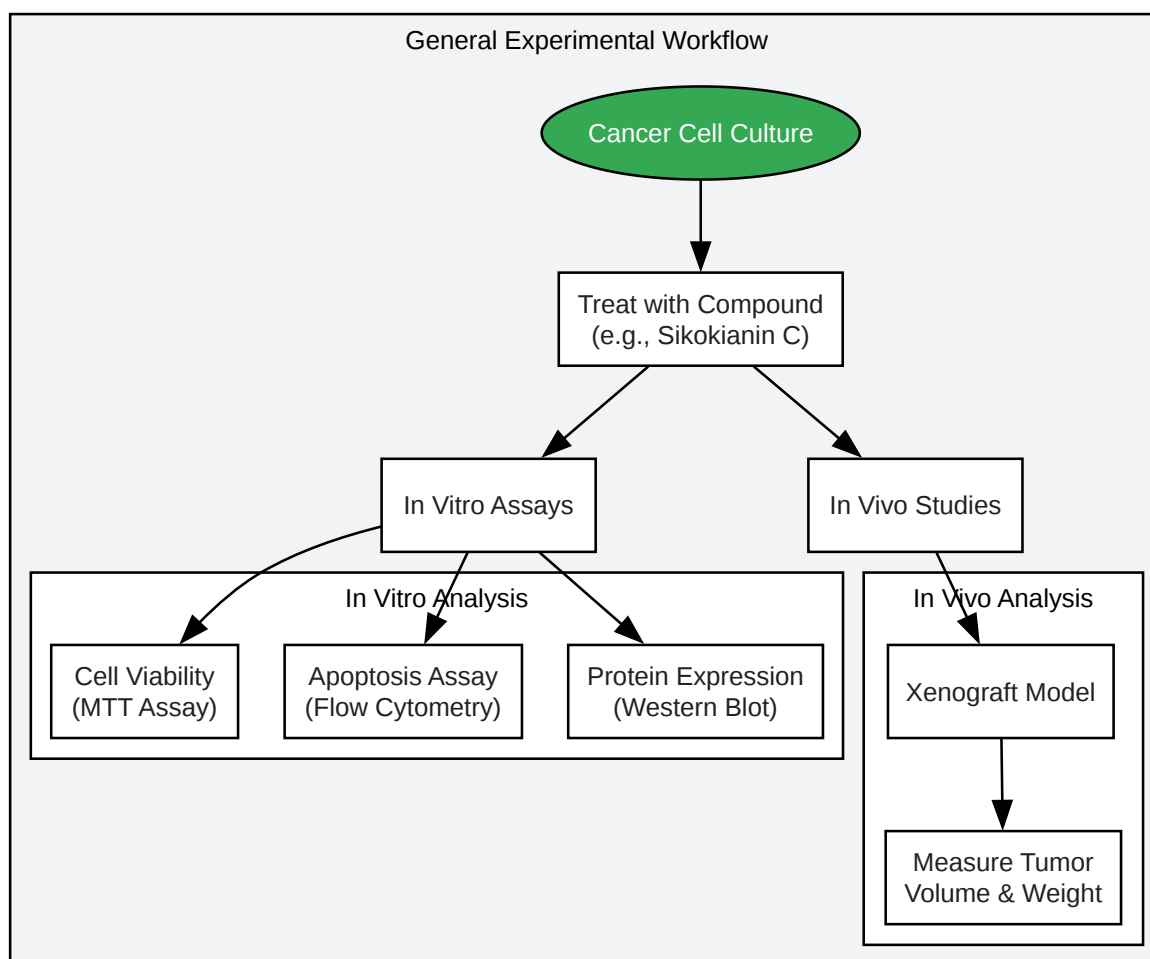 General Experimental Workflow
Cancer Cell Culture
Treat with Compound
(e.g., Sikokianin C)
In Vitro Assays
In Vivo Studies
In Vitro Analysis
Cell Viability
(MTT Assay)
Apoptosis Assay
(Flow Cytometry)
Protein Expression
(Western Blot)
In Vivo Analysis
Xenograft Model
Measure Tumor
Volume & Weight